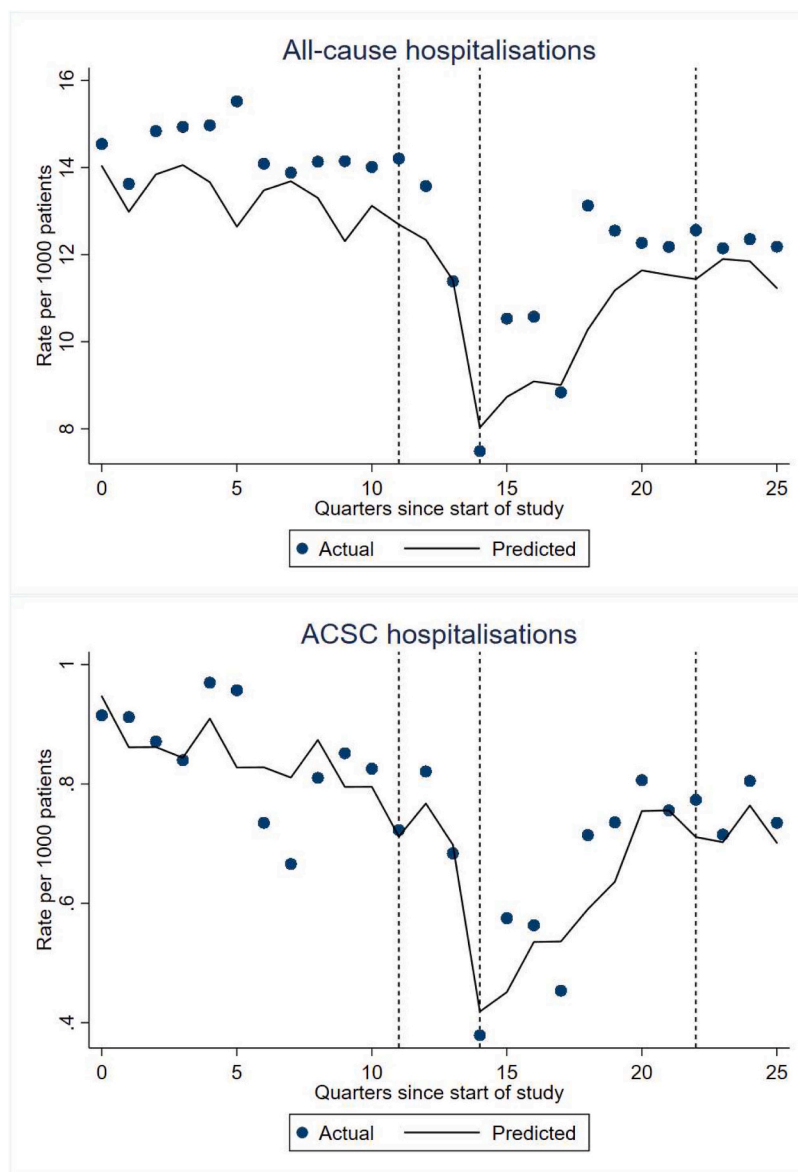 All-cause hospitalisations
Rate per 1000 patients
16
14
12
10
8
0 5 10 15 20 25
Quarters since start of study
Actual Predicted
ACSC hospitalisations
Rate per 1000 patients
1
.8
.6
.4
0 5 10 15 20 25
Quarters since start of study
Actual Predicted